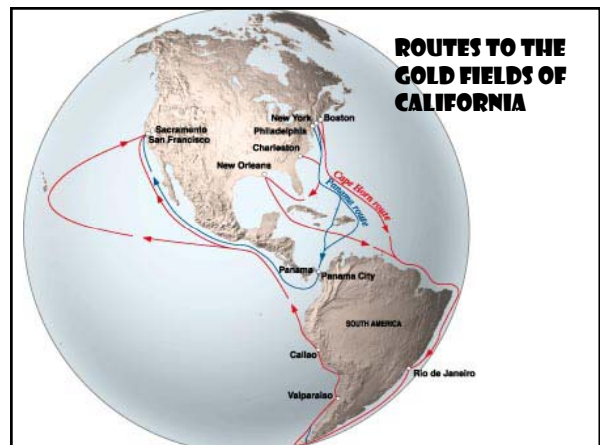 ROUTES TO THE
GOLD FIELDS OF
CALIFORNIA
New York
Boston
Philadelphia
Sacramento
San Francisco
Charleston
New Orleans
Cape Horn route
Panama route
Panama
Panama City
SOUTH AMERICA
Callao
Rio de Janeiro
Valparaiso